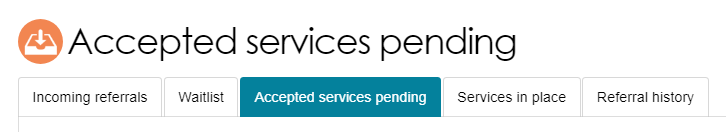 Accepted services pending
Incoming referrals Waitlist Accepted services pending Services in place Referral history